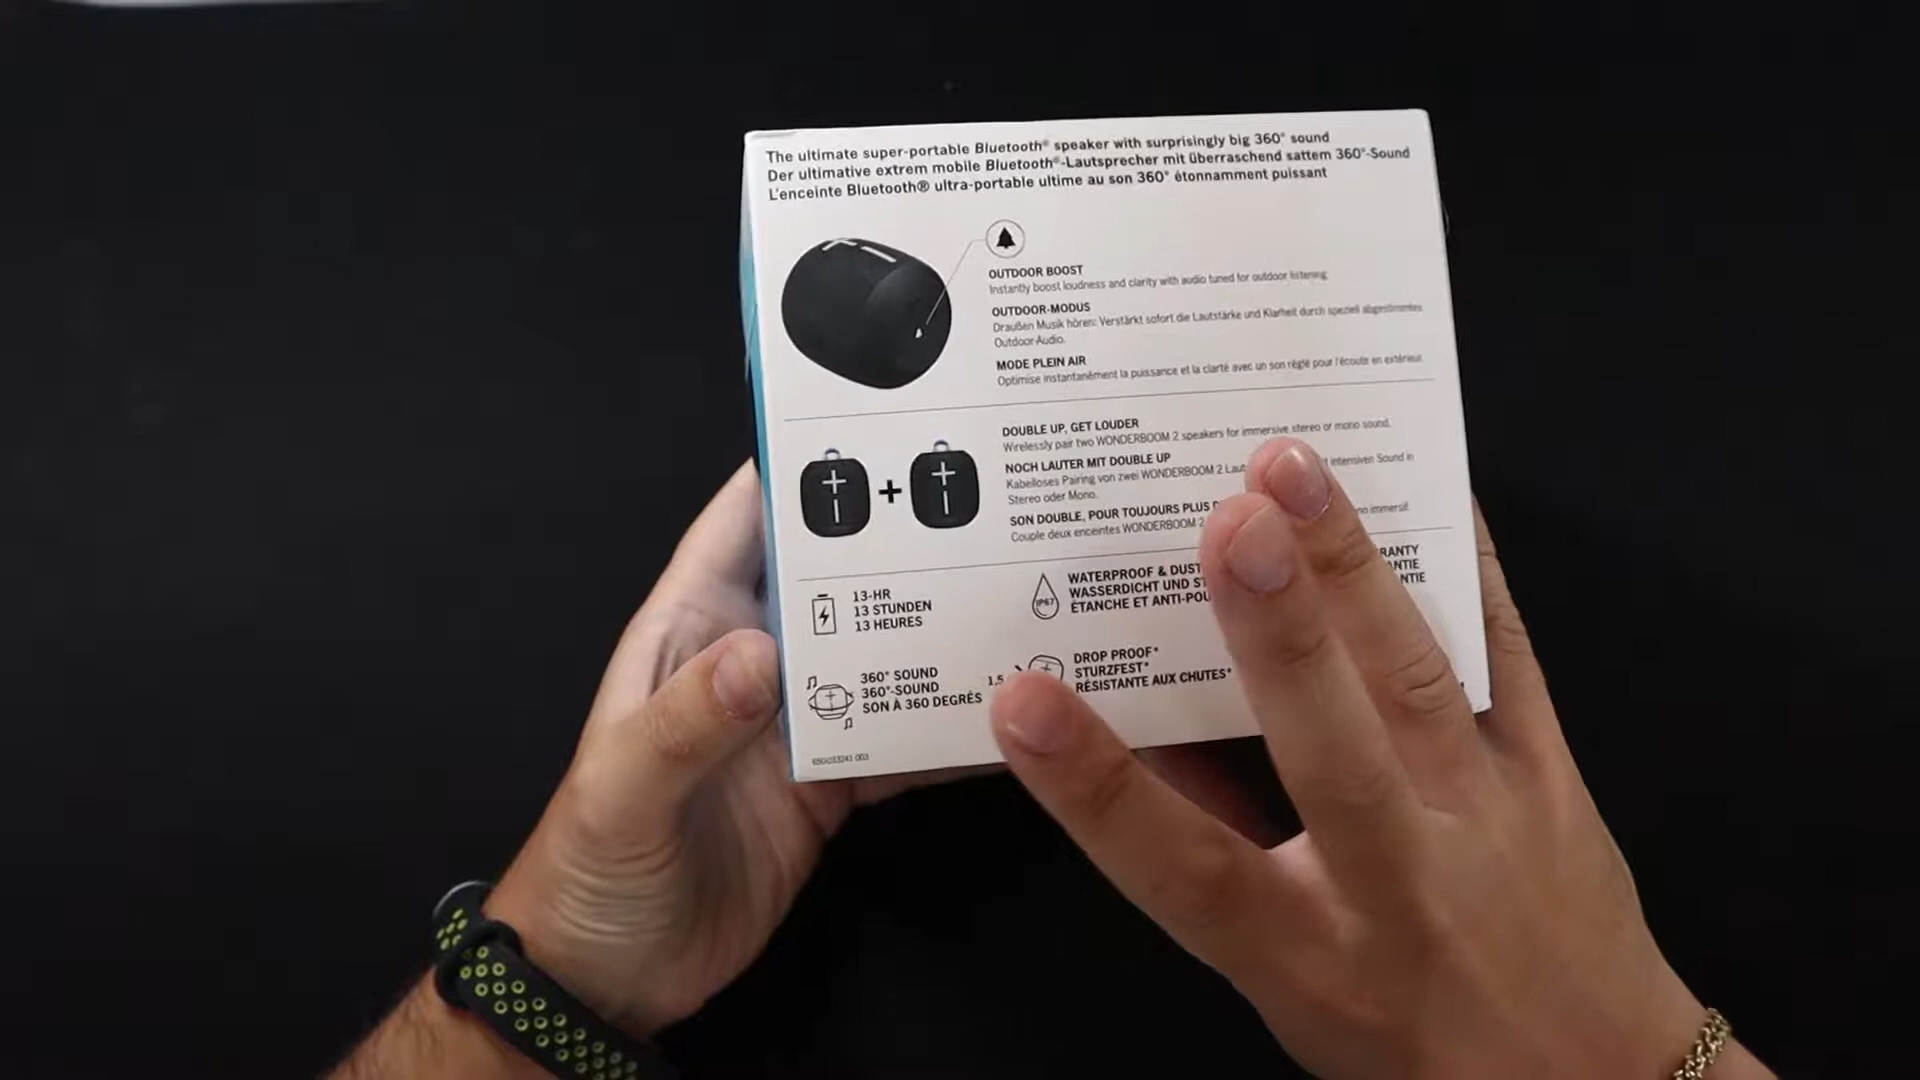 The ultimate super-portable Bluetooth® speaker with surprisingly big 360° sound
Der ultimative extrem mobile Bluetooth®-Lautsprecher mit überraschend sattem 360°-Sound
L'enceinte Bluetooth® ultra-portable ultime au son 360° étonnamment puissant
OUTDOOR BOOST
Instantly boost loudness and clarity with audio tuned for outdoor listening.
OUTDOOR-MODUS
Draußen Musik hören: Verstärkt sofort die Lautstärke und Klarheit durch speziell abgestimmtes
Outdoor-Audio.
MODE PLEIN AIR
Optimise instantanément la puissance et la clarté avec un son réglé pour l'écoute en extérieur.
DOUBLE UP, GET LOUDER
Wirelessly pair two WONDERBOOM 2 speakers for immersive stereo or mono sound.
NOCH LAUTER MIT DOUBLE UP
Kabelloses Pairing von zwei WONDERBOOM 2 intensiven Sound in
Stereo oder Mono.
SON DOUBLE, POUR TOUJOURS PLUS
Couple deux enceintes WONDERBOOM 2 immersif.
13-HR
13 STUNDEN
13 HEURES
IP67
WATERPROOF & DUST
WASSERDICHT UND
ÉTANCHE ET
360° SOUND
360°-SOUND
SON À 360 DEGRÉS
1,5
DROP PROOF*
STURZFEST*
RÉSISTANTE AUX CHUTES*